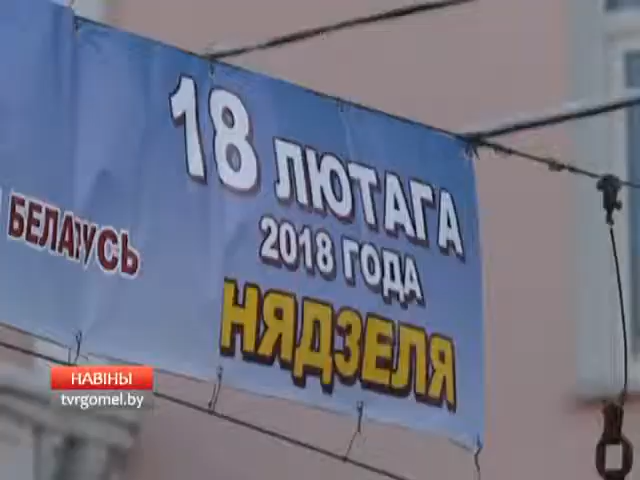 18 ЛЮТАГА
2018 ГОДА
НЯДЗЕЛЯ
БЕЛАРУСЬ
НАВІНЫ
tvrgomel.by